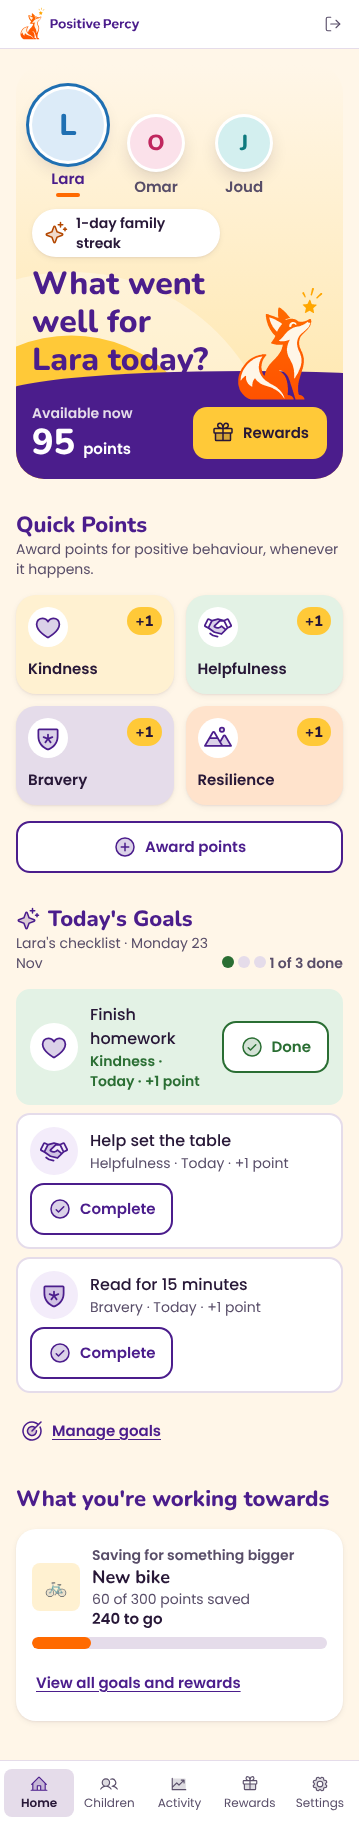 Positive Percy
L
O
J
Lara
Omar
Joud
1-day family
streak
What went
well for
Lara today?
Available now
95 points
Rewards
Quick Points
Award points for positive behaviour, whenever
it happens.
+1
Kindness
+1
Helpfulness
+1
Bravery
+1
Resilience
Award points
Today's Goals
Lara's checklist · Monday 23
Nov
1 of 3 done
Finish
homework
Kindness ·
Today · +1 point
Done
Help set the table
Helpfulness · Today · +1 point
Complete
Read for 15 minutes
Bravery · Today · +1 point
Complete
Manage goals
What you're working towards
Saving for something bigger
New bike
60 of 300 points saved
240 to go
View all goals and rewards
Home
Children
Activity
Rewards
Settings